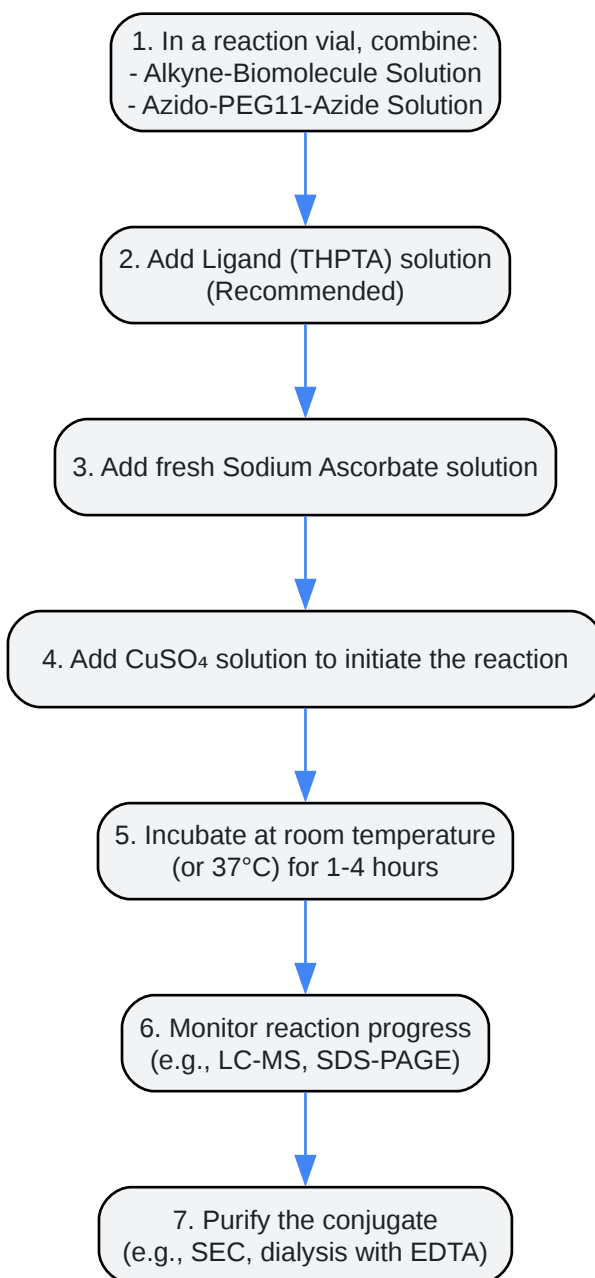 1. In a reaction vial, combine:
- Alkyne-Biomolecule Solution
- Azido-PEG11-Azide Solution
2. Add Ligand (THPTA) solution
(Recommended)
3. Add fresh Sodium Ascorbate solution
4. Add CuSO₄ solution to initiate the reaction
5. Incubate at room temperature
(or 37°C) for 1-4 hours
6. Monitor reaction progress
(e.g., LC-MS, SDS-PAGE)
7. Purify the conjugate
(e.g., SEC, dialysis with EDTA)